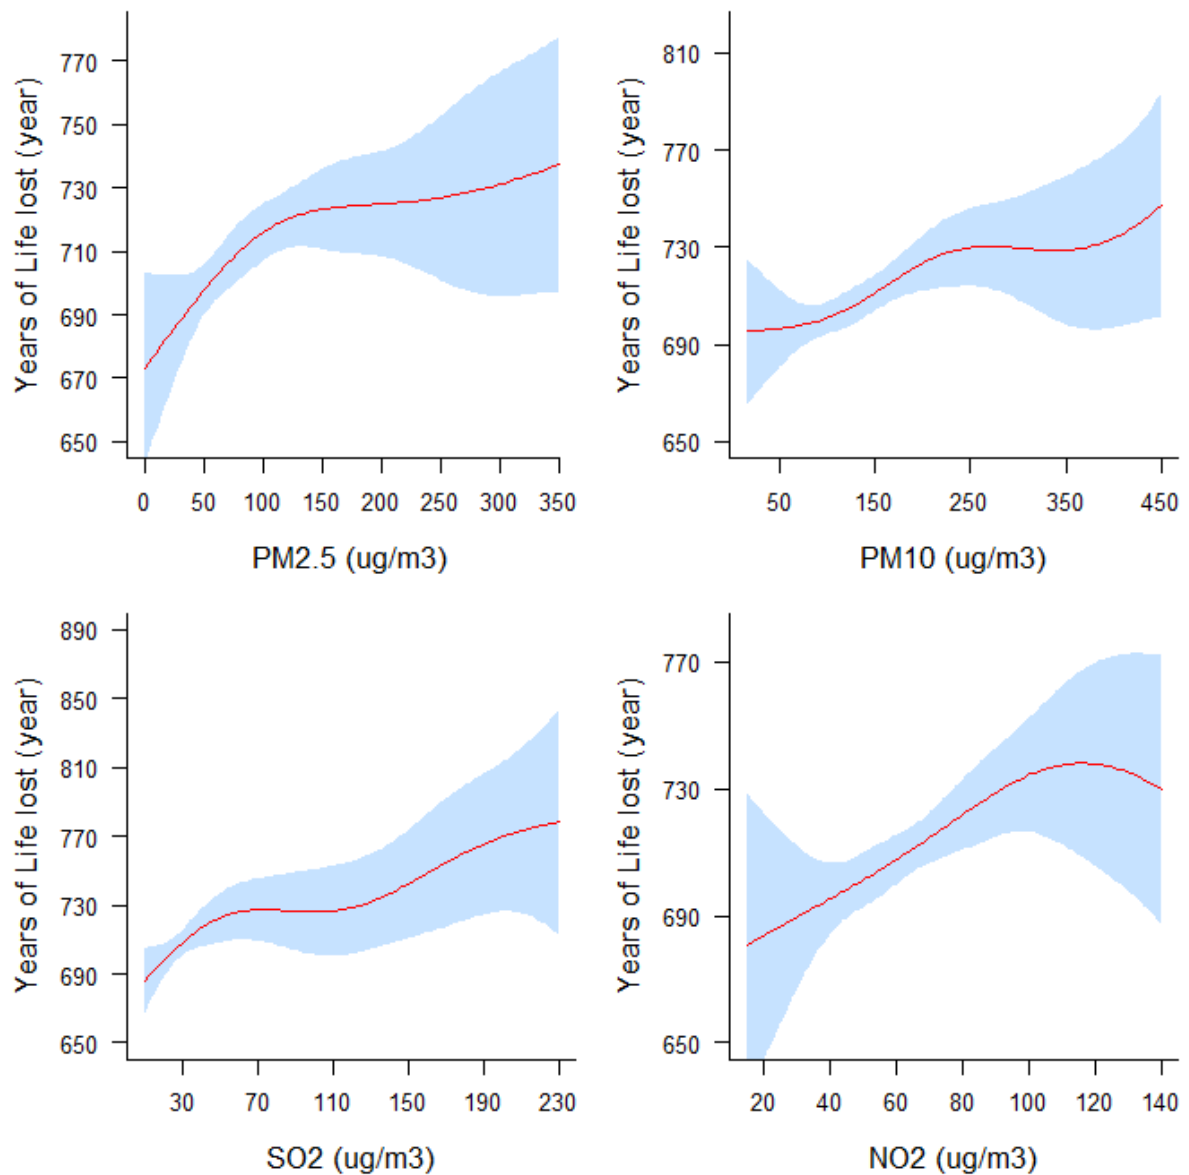 Years of Life lost (year)
770
750
730
710
690
670
650
0 50 100 150 200 250 300 350
PM2.5 (ug/m3)
Years of Life lost (year)
810
770
730
690
650
50 150 250 350 450
PM10 (ug/m3)
Years of Life lost (year)
890
850
810
770
730
690
650
30 70 110 150 190 230
SO2 (ug/m3)
Years of Life lost (year)
770
730
690
650
20 40 60 80 100 120 140
NO2 (ug/m3)